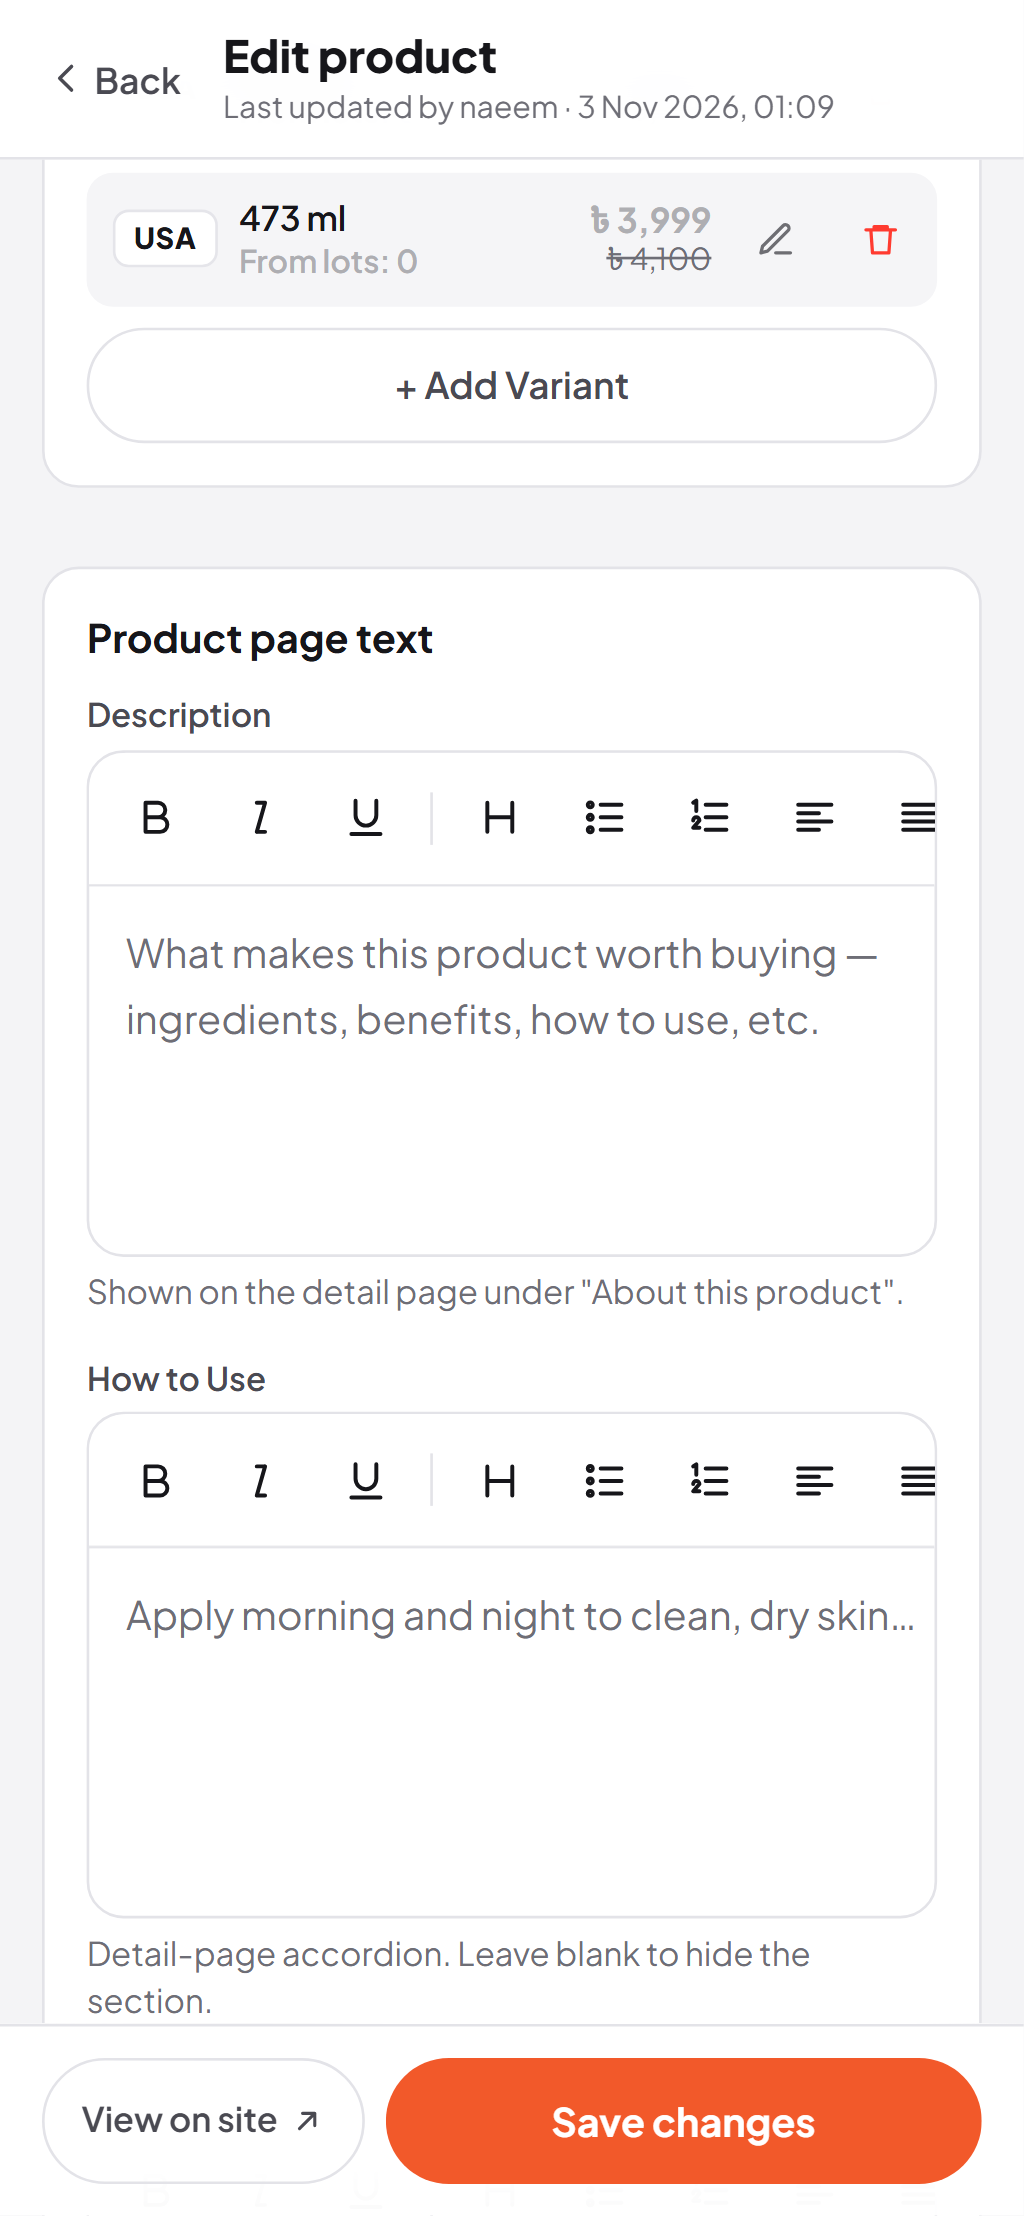 Back
Edit product
Last updated by naeem · 3 Nov 2026, 01:09
USA
473 ml
From lots: 0
৳ 3,999
৳ 4,100
+ Add Variant
Product page text
Description
B I U H
What makes this product worth buying —
ingredients, benefits, how to use, etc.
Shown on the detail page under "About this product".
How to Use
B I U H
Apply morning and night to clean, dry skin…
Detail-page accordion. Leave blank to hide the
section.
View on site ↗
Save changes